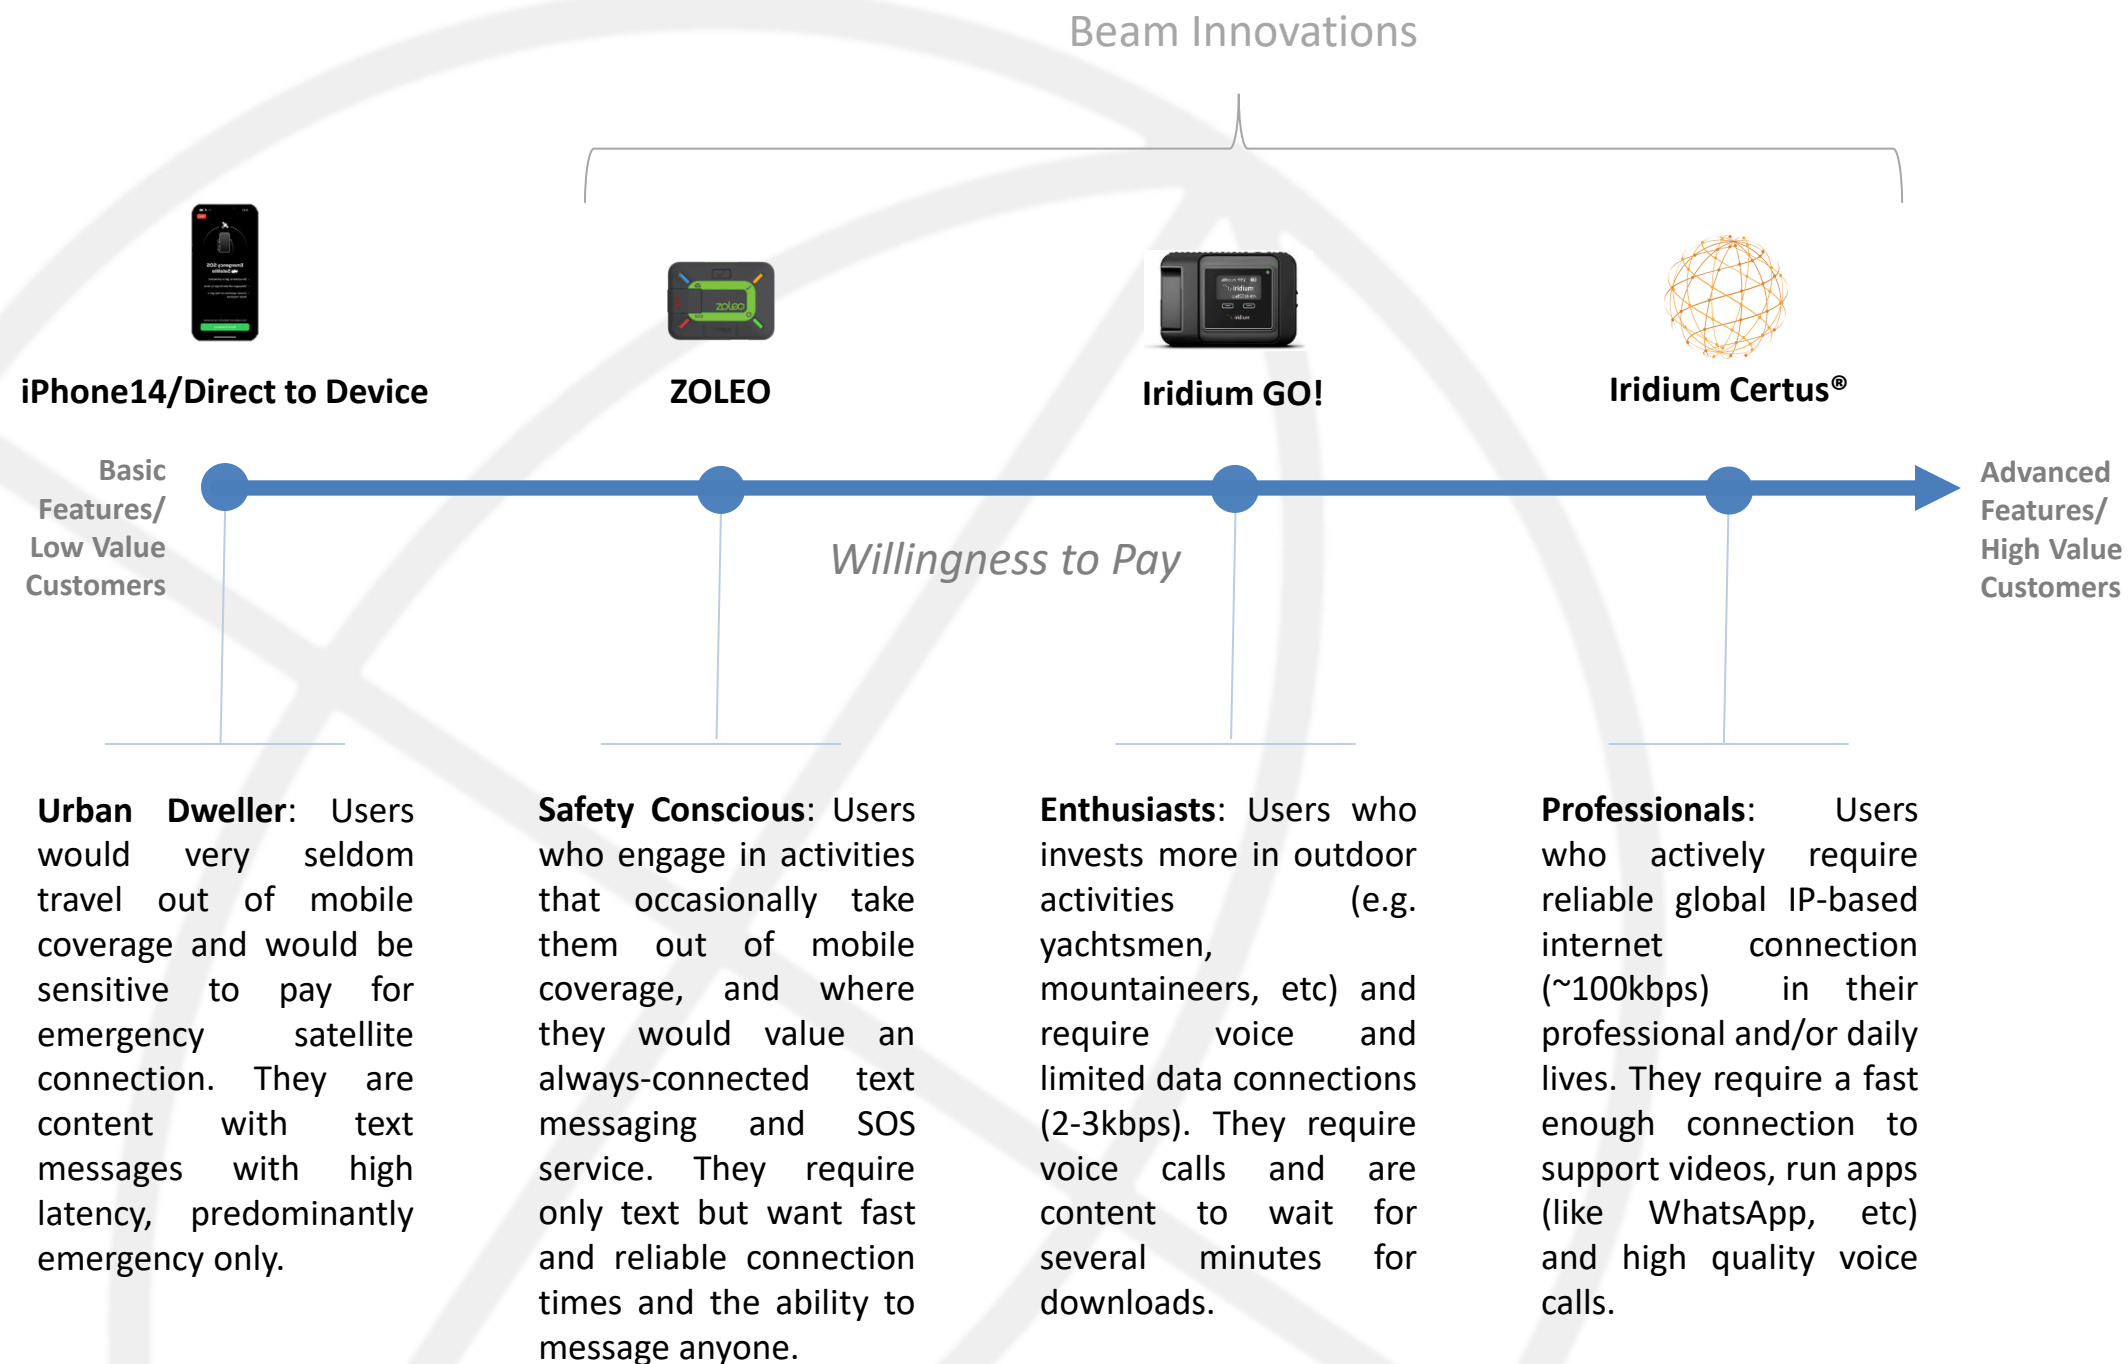 Beam Innovations
zoleo
iridium
iPhone14/Direct to Device
ZOLEO
Iridium GO!
Iridium Certus®
Basic
Features/
Low Value
Customers
Willingness to Pay
Advanced
Features/
High Value
Customers
Urban Dweller: Users
would very seldom
travel out of mobile
coverage and would be
sensitive to pay for
emergency satellite
connection. They are
content with text
messages with high
latency, predominantly
emergency only.
Safety Conscious: Users
who engage in activities
that occasionally take
them out of mobile
coverage, and where
they would value an
always-connected text
messaging and SOS
service. They require
only text but want fast
and reliable connection
times and the ability to
message anyone.
Enthusiasts: Users who
invests more in outdoor
activities (e.g.
yachtsmen,
mountaineers, etc) and
require voice and
limited data connections
(2-3kbps). They require
voice calls and are
content to wait for
several minutes for
downloads.
Professionals: Users
who actively require
reliable global IP-based
internet connection
(~100kbps) in their
professional and/or daily
lives. They require a fast
enough connection to
support videos, run apps
(like WhatsApp, etc)
and high quality voice
calls.